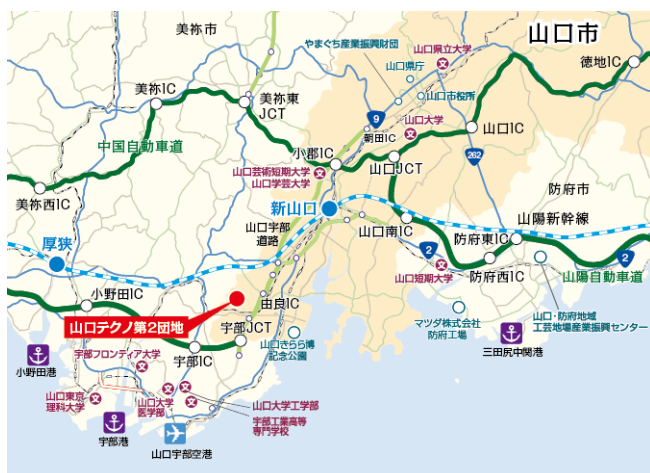 美祢市
やまぐち産業振興財団
山口県立大学
山口市
徳地IC
山口県庁
山口市役所
美祢IC
美祢東
JCT
9
朝田IC
山口大学
山口IC
中国自動車道
小郡IC
山口JCT
262
山口芸術短期大学
山口学芸大学
美祢西IC
防府市
新山口
山口宇部
道路
山口南IC
山陽新幹線
厚狭
2
防府東IC
2
山口短期大学
防府西IC
山陽自動車道
小野田IC
由良IC
山口テクノ第2団地
宇部JCT
マツダ株式会社
防府工場
山口・防府地域
工芸地場産業振興センター
宇部IC
山口きらら博
記念公園
三田尻中関港
小野田港
宇部フロンティア大学
山口東京
理科大学
山口大学
医学部
山口大学工学部
宇部工業高等
専門学校
宇部港
山口宇部空港